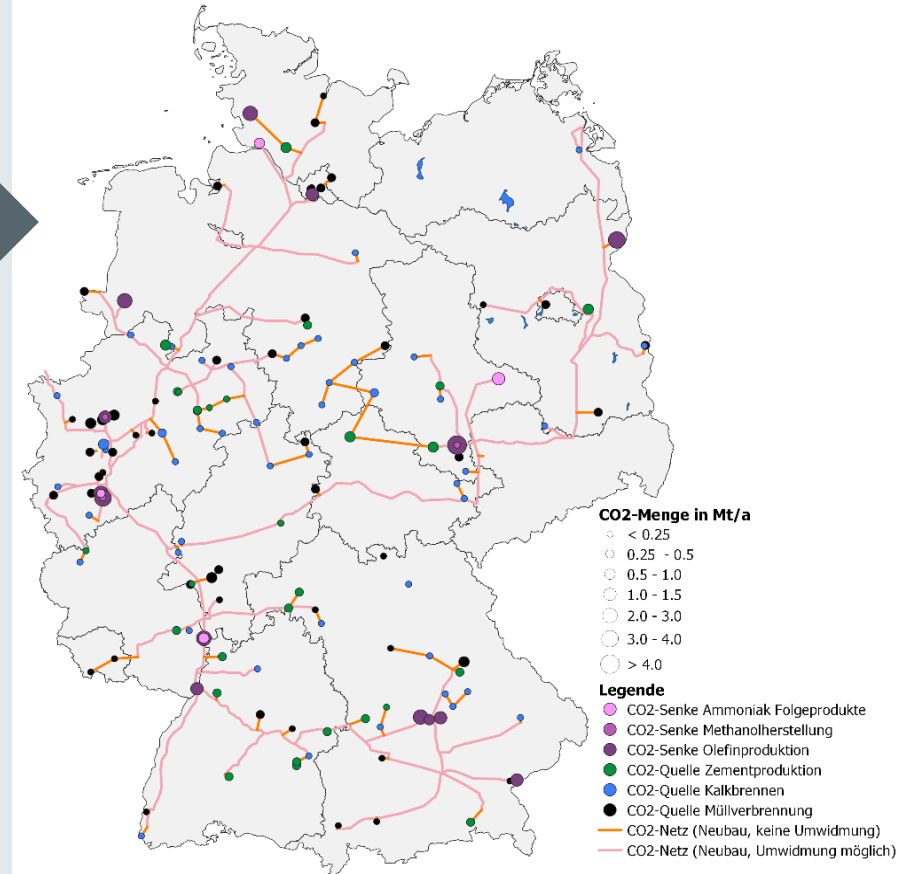 CO2-Menge in Mt/a
< 0.25
0.25 - 0.5
0.5 - 1.0
1.0 - 1.5
2.0 - 3.0
3.0 - 4.0
> 4.0
Legende
CO2-Senke Ammoniak Folgeprodukte
CO2-Senke Methanolherstellung
CO2-Senke Olefinproduktion
CO2-Quelle Zementproduktion
CO2-Quelle Kalkbrennen
CO2-Quelle Müllverbrennung
CO2-Netz (Neubau, keine Umwidmung)
CO2-Netz (Neubau, Umwidmung möglich)